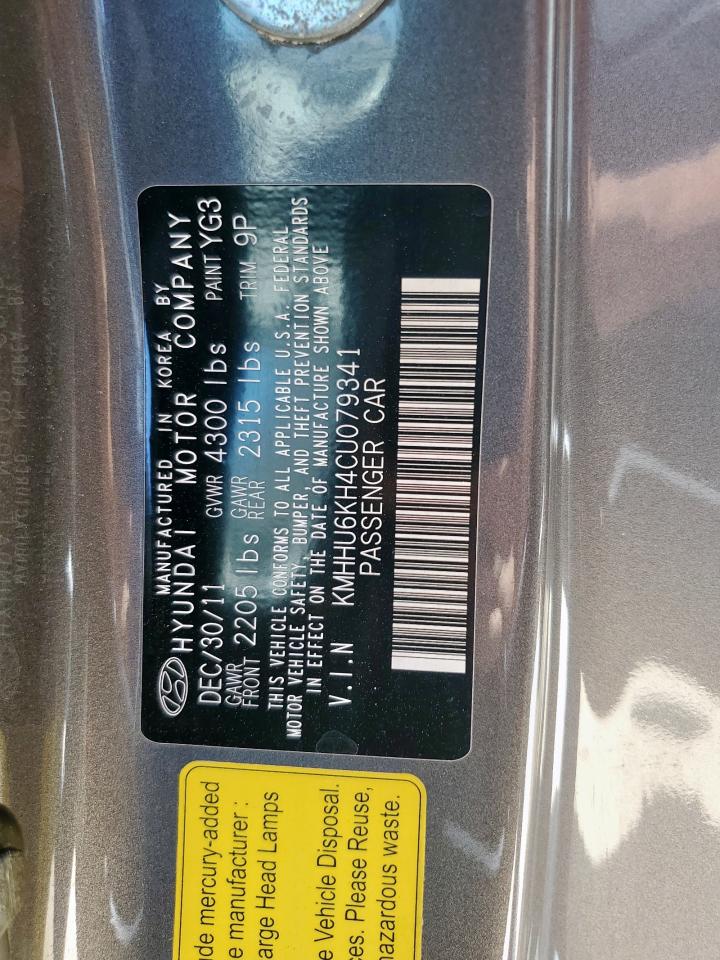 MANUFACTURED IN KOREA BY
HYUNDAI MOTOR COMPANY
DEC/30/11 GVWR 4300 lbs PAINT YG3
GAWR FRONT 2205 lbs GAWR REAR 2315 lbs TRIM 9P
THIS VEHICLE CONFORMS TO ALL APPLICABLE U.S.A. FEDERAL
MOTOR VEHICLE SAFETY, BUMPER, AND THEFT PREVENTION STANDARDS
IN EFFECT ON THE DATE OF MANUFACTURE SHOWN ABOVE
V.I.N KMHHU6KH4CU079341
PASSENGER CAR
ude mercury-added
e manufacturer :
arge Head Lamps
e Vehicle Disposal.
ces. Please Reuse,
hazardous waste.